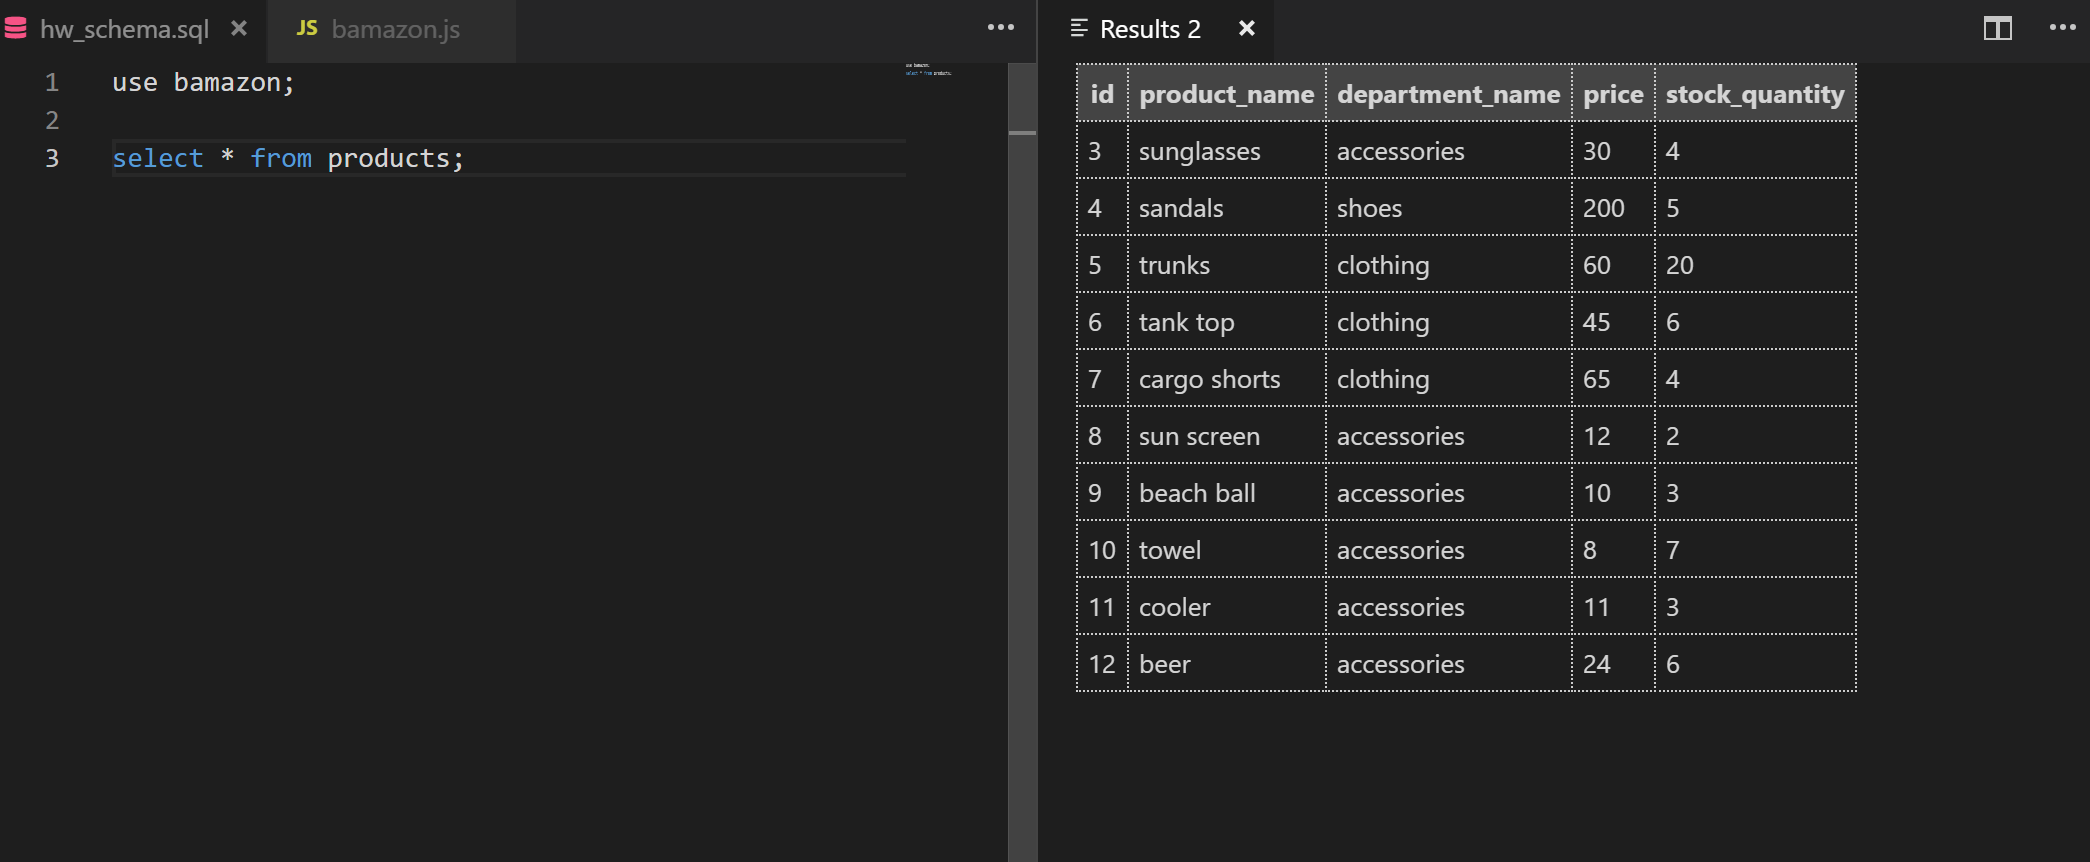 hw_schema.sql
JS bamazon.js
1 use bamazon;
2
3 select * from products;
Results 2
id product_name department_name price stock_quantity
3 sunglasses accessories 30 4
4 sandals shoes 200 5
5 trunks clothing 60 20
6 tank top clothing 45 6
7 cargo shorts clothing 65 4
8 sun screen accessories 12 2
9 beach ball accessories 10 3
10 towel accessories 8 7
11 cooler accessories 11 3
12 beer accessories 24 6